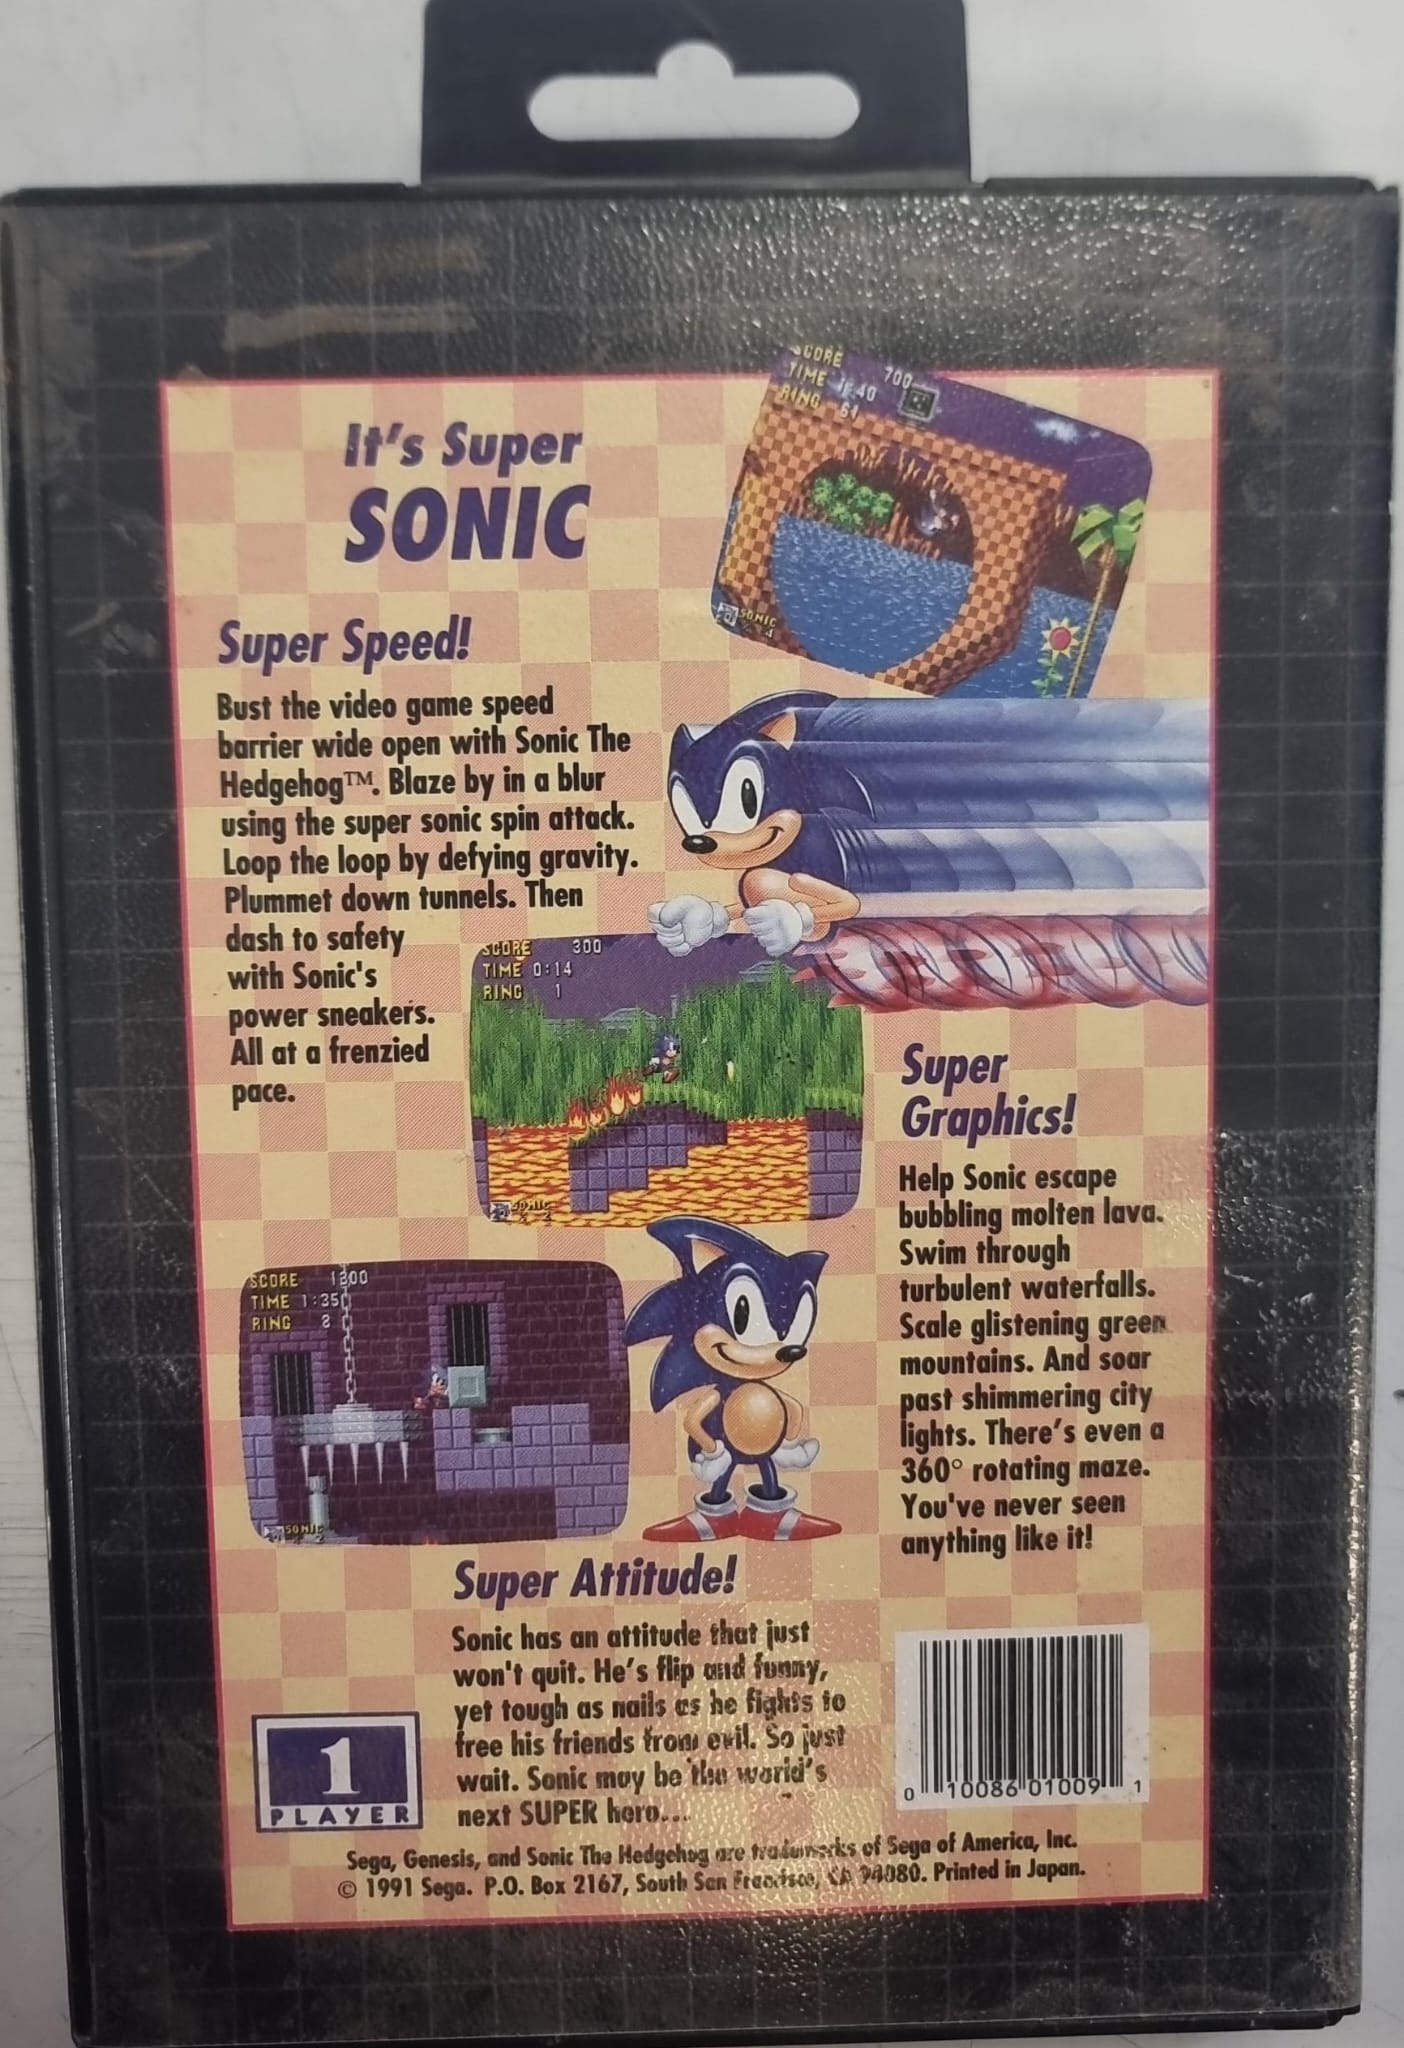 It's Super
SONIC
SCORE 700
TIME 1:40
RING 61
SONIC
4
Super Speed!
Bust the video game speed
barrier wide open with Sonic The
Hedgehog™. Blaze by in a blur
using the super sonic spin attack.
Loop the loop by defying gravity.
Plummet down tunnels. Then
dash to safety
with Sonic's
power sneakers.
All at a frenzied
pace.
SCORE 300
TIME 0:14
RING 1
SONIC
2
Super
Graphics!
Help Sonic escape
bubbling molten lava.
Swim through
turbulent waterfalls.
Scale glistening green
mountains. And soar
past shimmering city
lights. There's even a
360° rotating maze.
You've never seen
anything like it!
SCORE 1200
TIME 1:35
RING 8
SONIC
2
Super Attitude!
Sonic has an attitude that just
won't quit. He's flip and funny,
yet tough as nails as he fights to
free his friends from evil. So just
wait. Sonic may be the world's
next SUPER hero...
1
PLAYER
0 10086 01009 1
Sega, Genesis, and Sonic The Hedgehog are trademarks of Sega of America, Inc.
© 1991 Sega. P.O. Box 2167, South San Francisco, CA 94080. Printed in Japan.